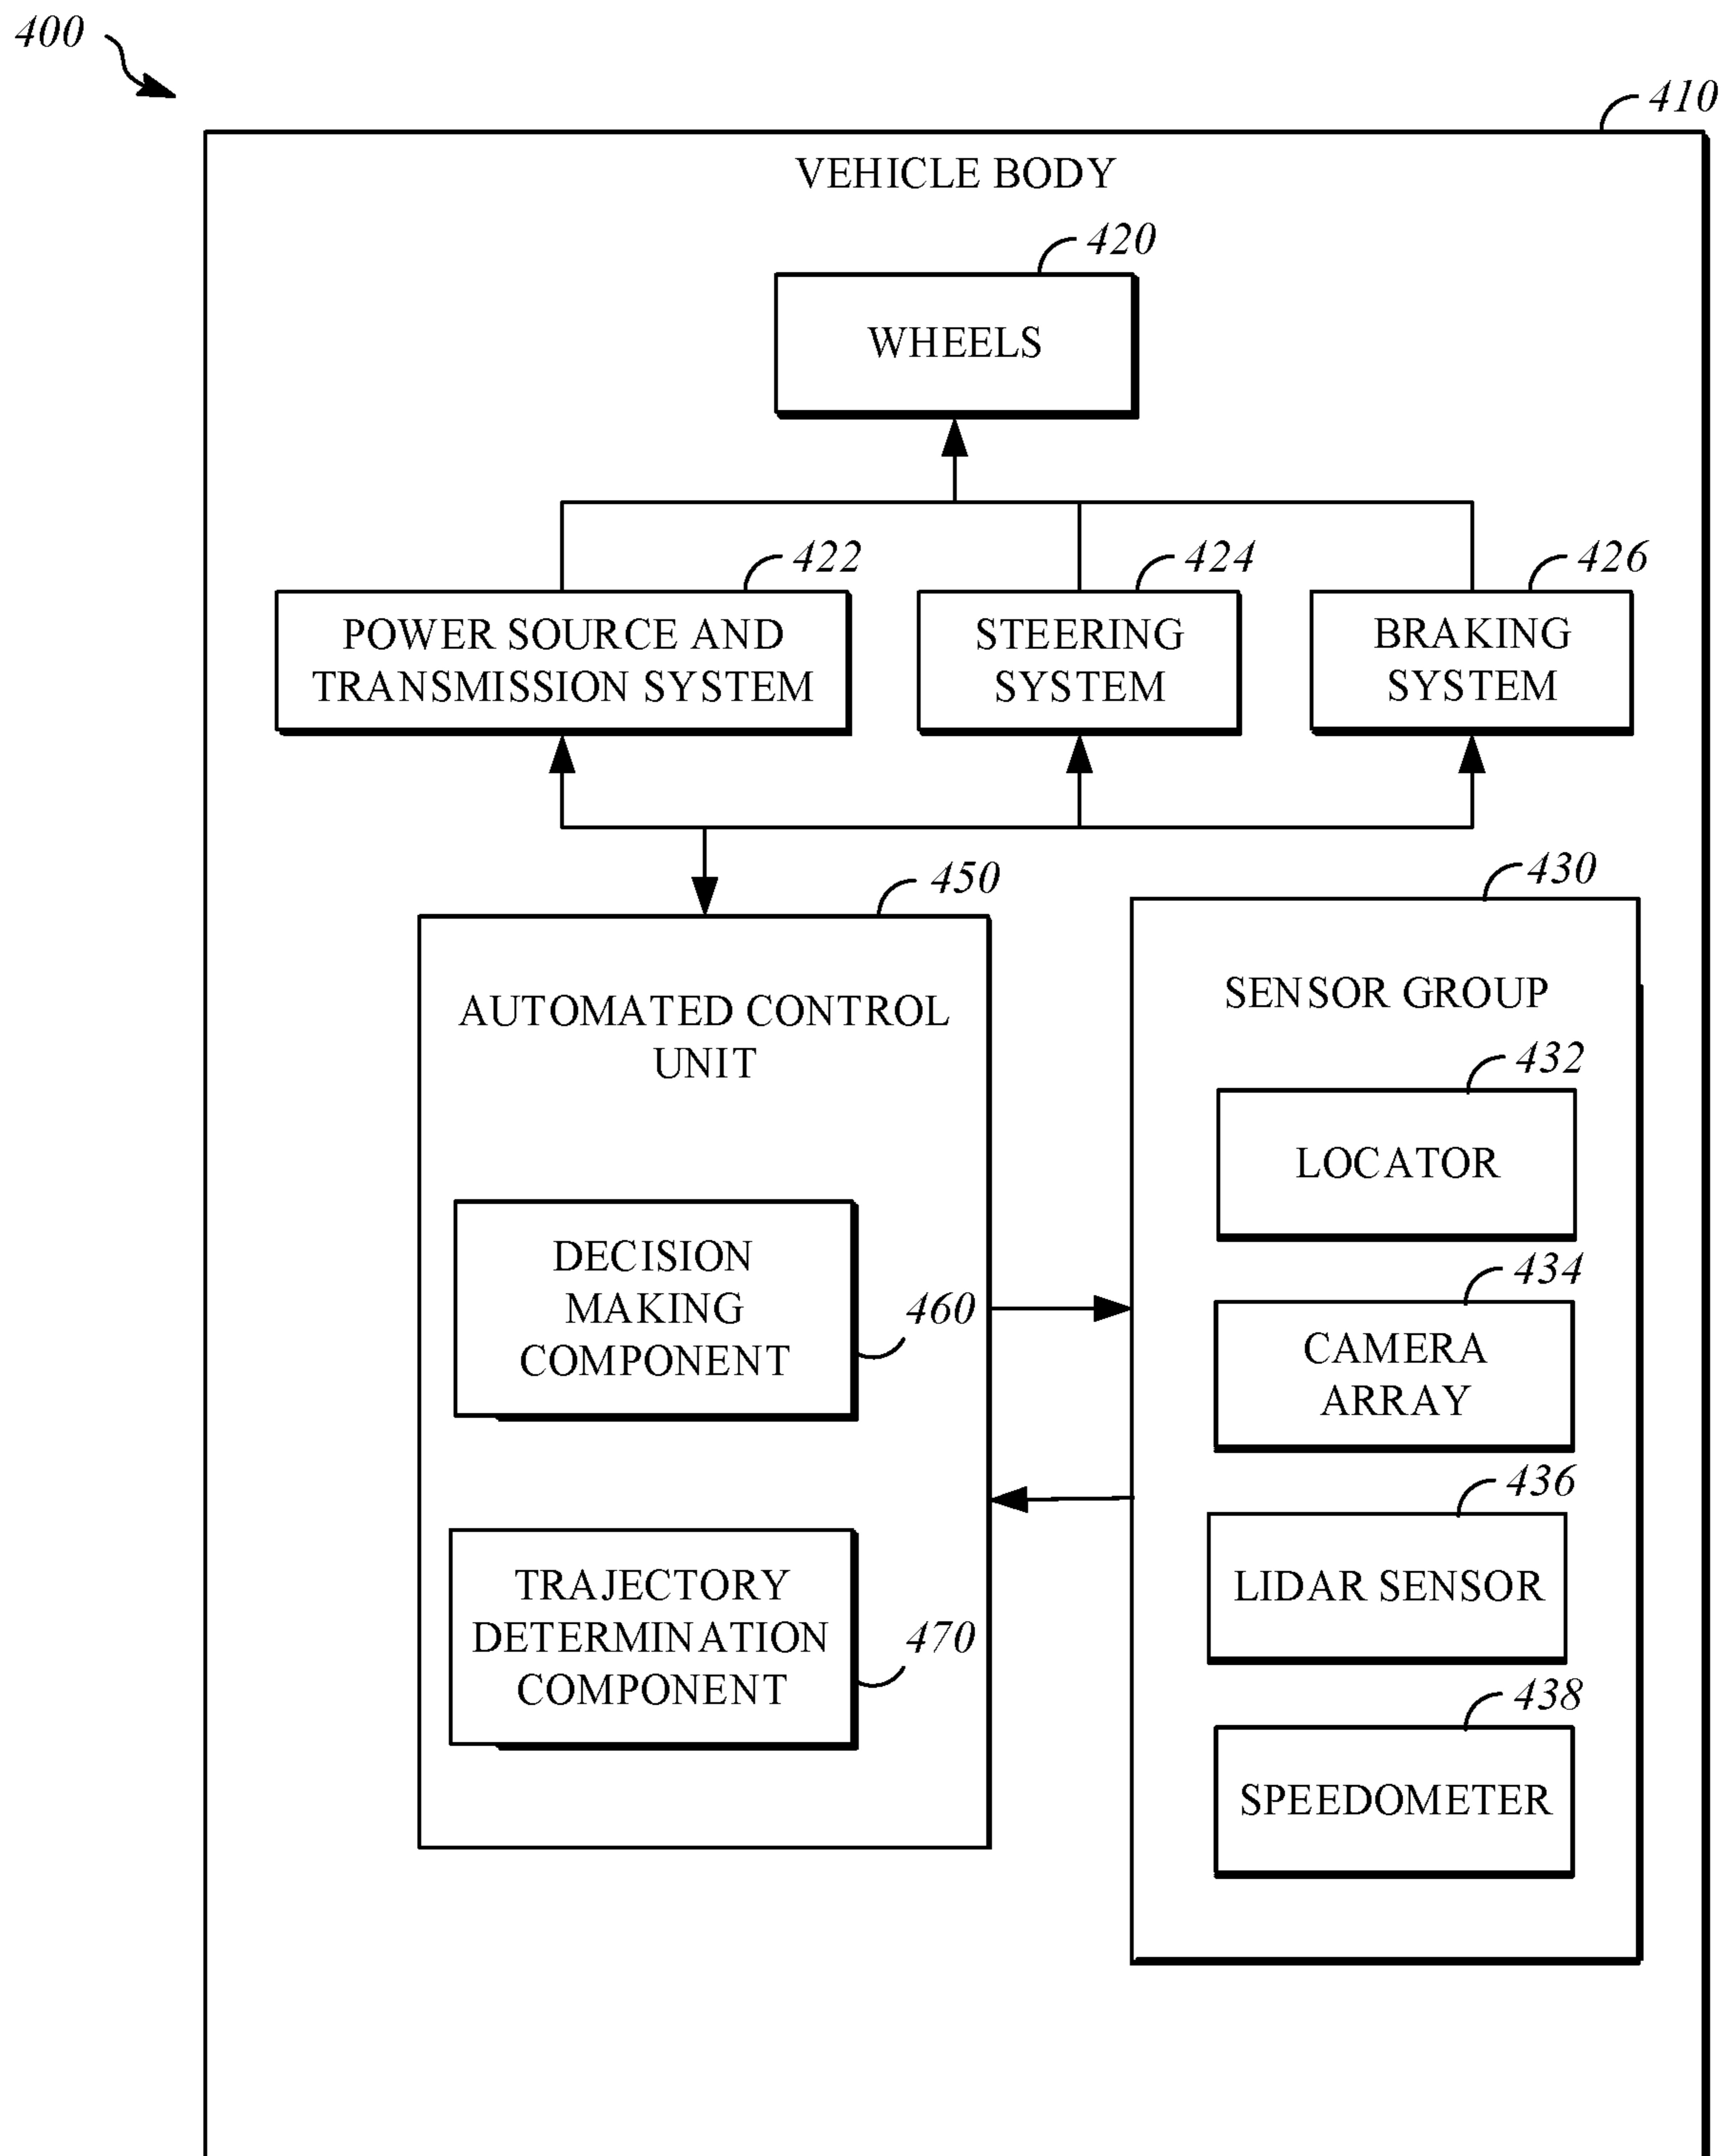 400
410
VEHICLE BODY
420
WHEELS
422
POWER SOURCE AND
TRANSMISSION SYSTEM
424
STEERING
SYSTEM
426
BRAKING
SYSTEM
450
AUTOMATED CONTROL
UNIT
DECISION
MAKING
COMPONENT
460
TRAJECTORY
DETERMINATION
COMPONENT
470
430
SENSOR GROUP
432
LOCATOR
434
CAMERA
ARRAY
436
LIDAR SENSOR
438
SPEEDOMETER